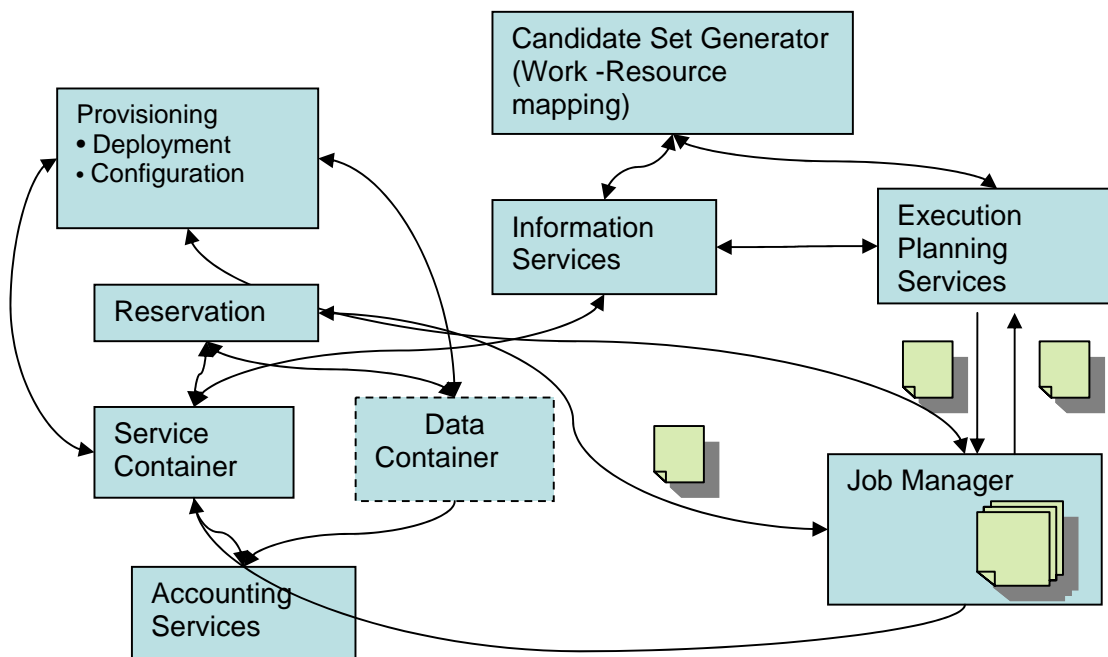 Candidate Set Generator
(Work -Resource
mapping)
Provisioning
• Deployment
• Configuration
Information
Services
Execution
Planning
Services
Reservation
Service
Container
Data
Container
Job Manager
Accounting
Services